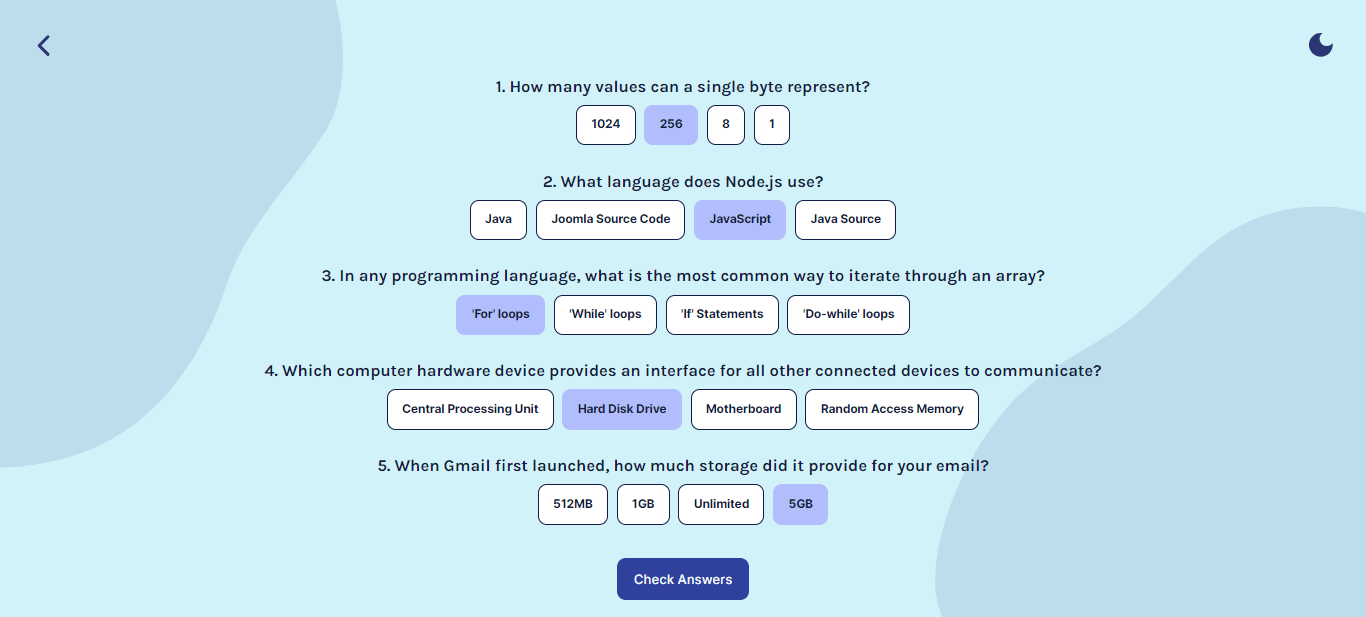 1. How many values can a single byte represent?
1024 256 8 1
2. What language does Node.js use?
Java Joomla Source Code JavaScript Java Source
3. In any programming language, what is the most common way to iterate through an array?
'For' loops 'While' loops 'If' Statements 'Do-while' loops
4. Which computer hardware device provides an interface for all other connected devices to communicate?
Central Processing Unit Hard Disk Drive Motherboard Random Access Memory
5. When Gmail first launched, how much storage did it provide for your email?
512MB 1GB Unlimited 5GB
Check Answers